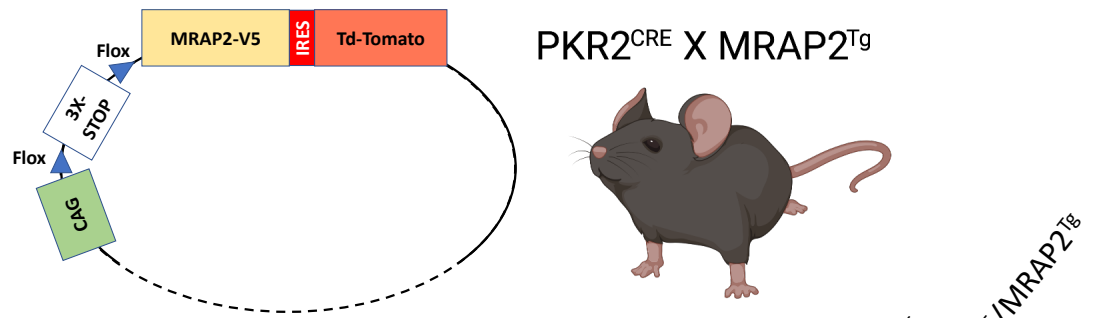 MRAP2-V5
IRES
Td-Tomato
Flox
3X-
STOP
Flox
CAG
PKR2CRE X MRAP2Tg
/MRAP2Tg